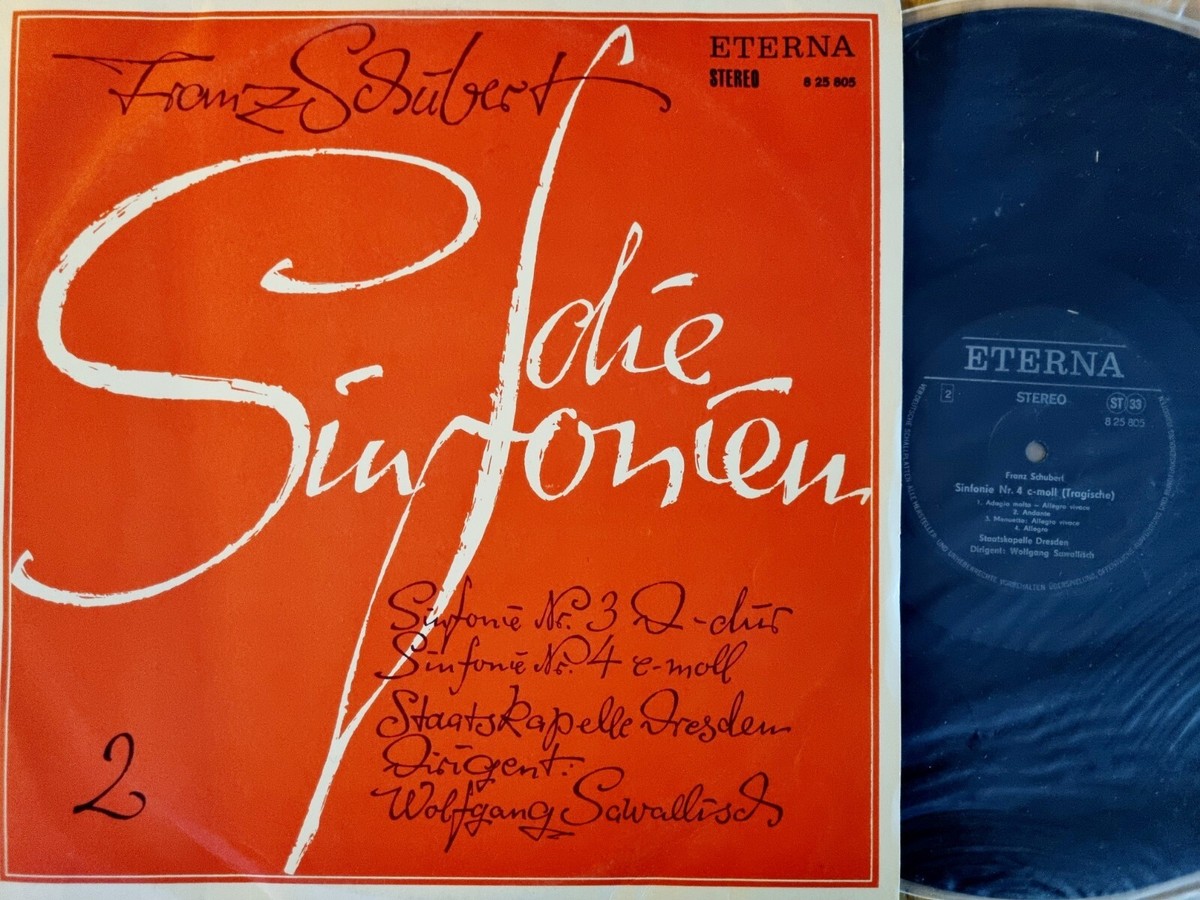 Franz Schubert
ETERNA
STEREO 8 25 805
die
Sinfonien
Sinfonie Nr. 3 D-dur
Sinfonie Nr. 4 c-moll
Staatskapelle Dresden
Dirigent:
Wolfgang Sawallisch
2
ETERNA
2 STEREO ST 33
8 25 805
Franz Schubert
Sinfonie Nr. 4 c-moll (Tragische)
1. Adagio molto – Allegro vivace
2. Andante
3. Menuetto: Allegro vivace
4. Allegro
Staatskapelle Dresden
Dirigent: Wolfgang Sawallisch